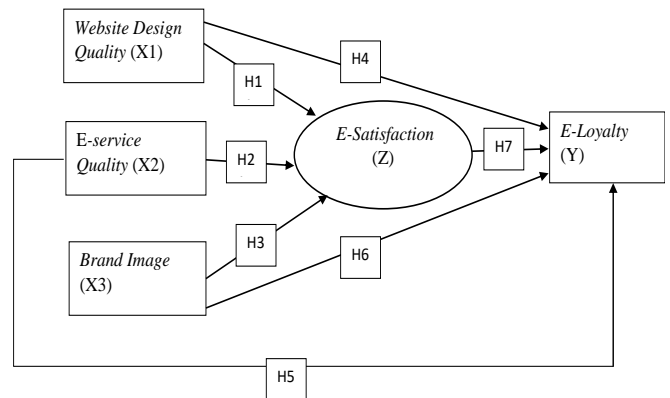 Website Design
Quality (X1)
H4
H1
E-service
Quality (X2)
H2
E-Satisfaction
(Z)
H7
E-Loyalty
(Y)
H3
Brand Image
(X3)
H6
H5